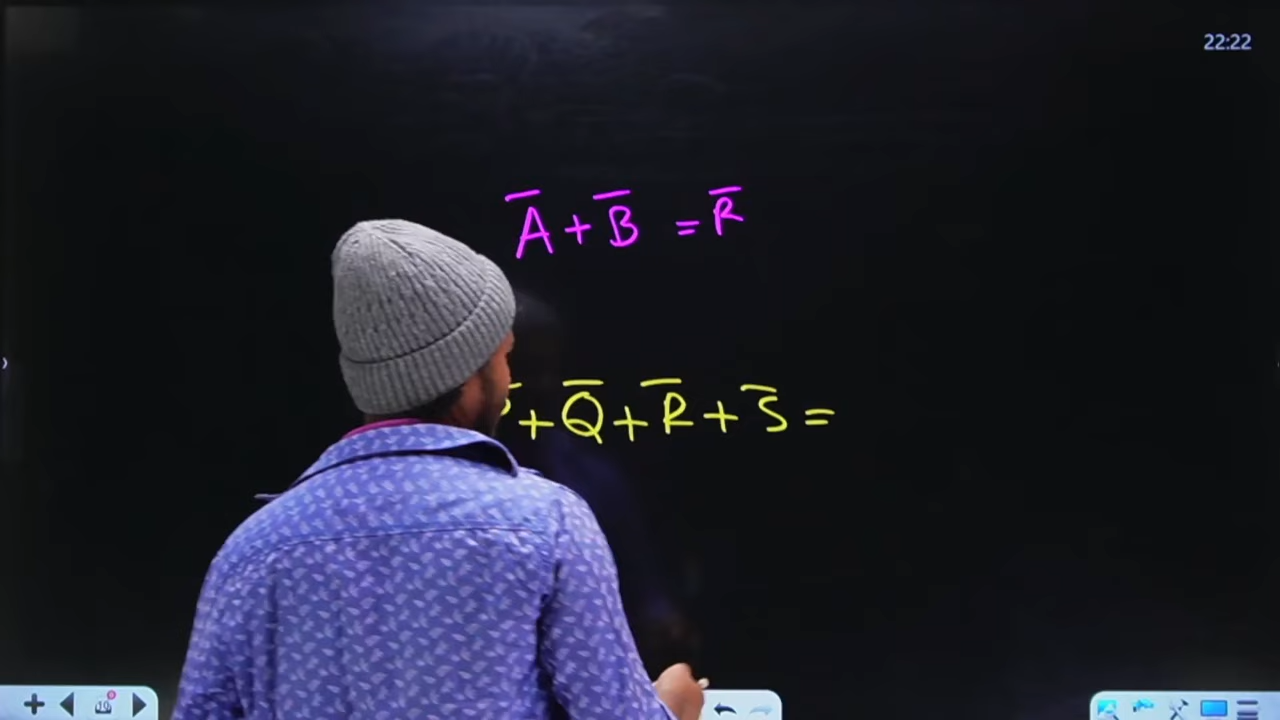 22:22
A̅ + B̅ = R̅
+ Q̅ + R̅ + S̅ =